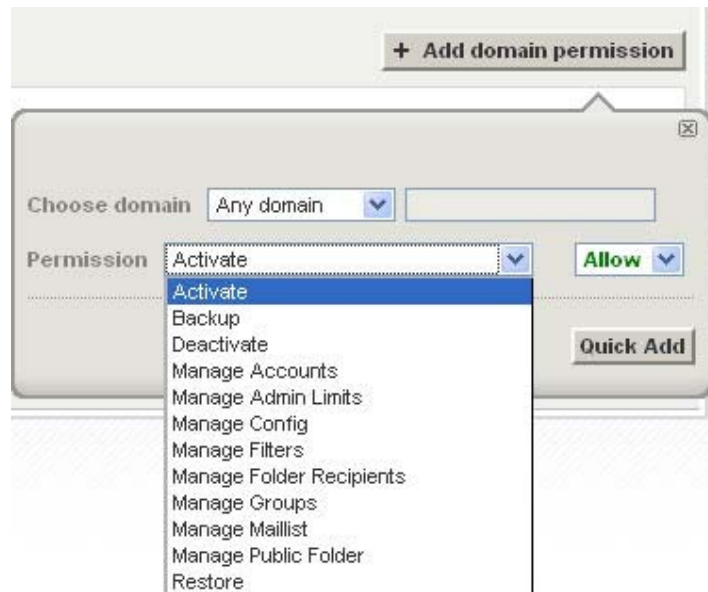 + Add domain permission
Choose domain Any domain
Permission Activate Allow
Activate
Backup
Deactivate
Quick Add
Manage Accounts
Manage Admin Limits
Manage Config
Manage Filters
Manage Folder Recipients
Manage Groups
Manage Maillist
Manage Public Folder
Restore